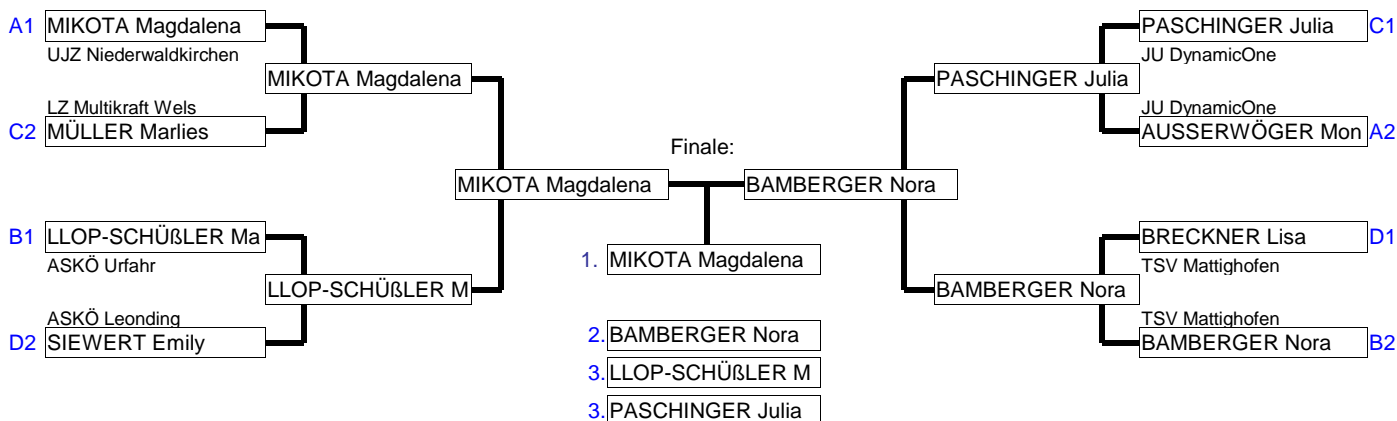 A1 MIKOTA Magdalena
UJZ Niederwaldkirchen
MIKOTA Magdalena
LZ Multikraft Wels
C2 MÜLLER Marlies
MIKOTA Magdalena
B1 LLOP-SCHÜßLER Ma
ASKÖ Urfahr
LLOP-SCHÜßLER M
ASKÖ Leonding
D2 SIEWERT Emily
Finale:
1. MIKOTA Magdalena
2. BAMBERGER Nora
3. LLOP-SCHÜßLER M
3. PASCHINGER Julia
PASCHINGER Julia C1
JU DynamicOne
PASCHINGER Julia
JU DynamicOne
AUSSERWÖGER Mon A2
BAMBERGER Nora
BRECKNER Lisa D1
TSV Mattighofen
BAMBERGER Nora
TSV Mattighofen
BAMBERGER Nora B2